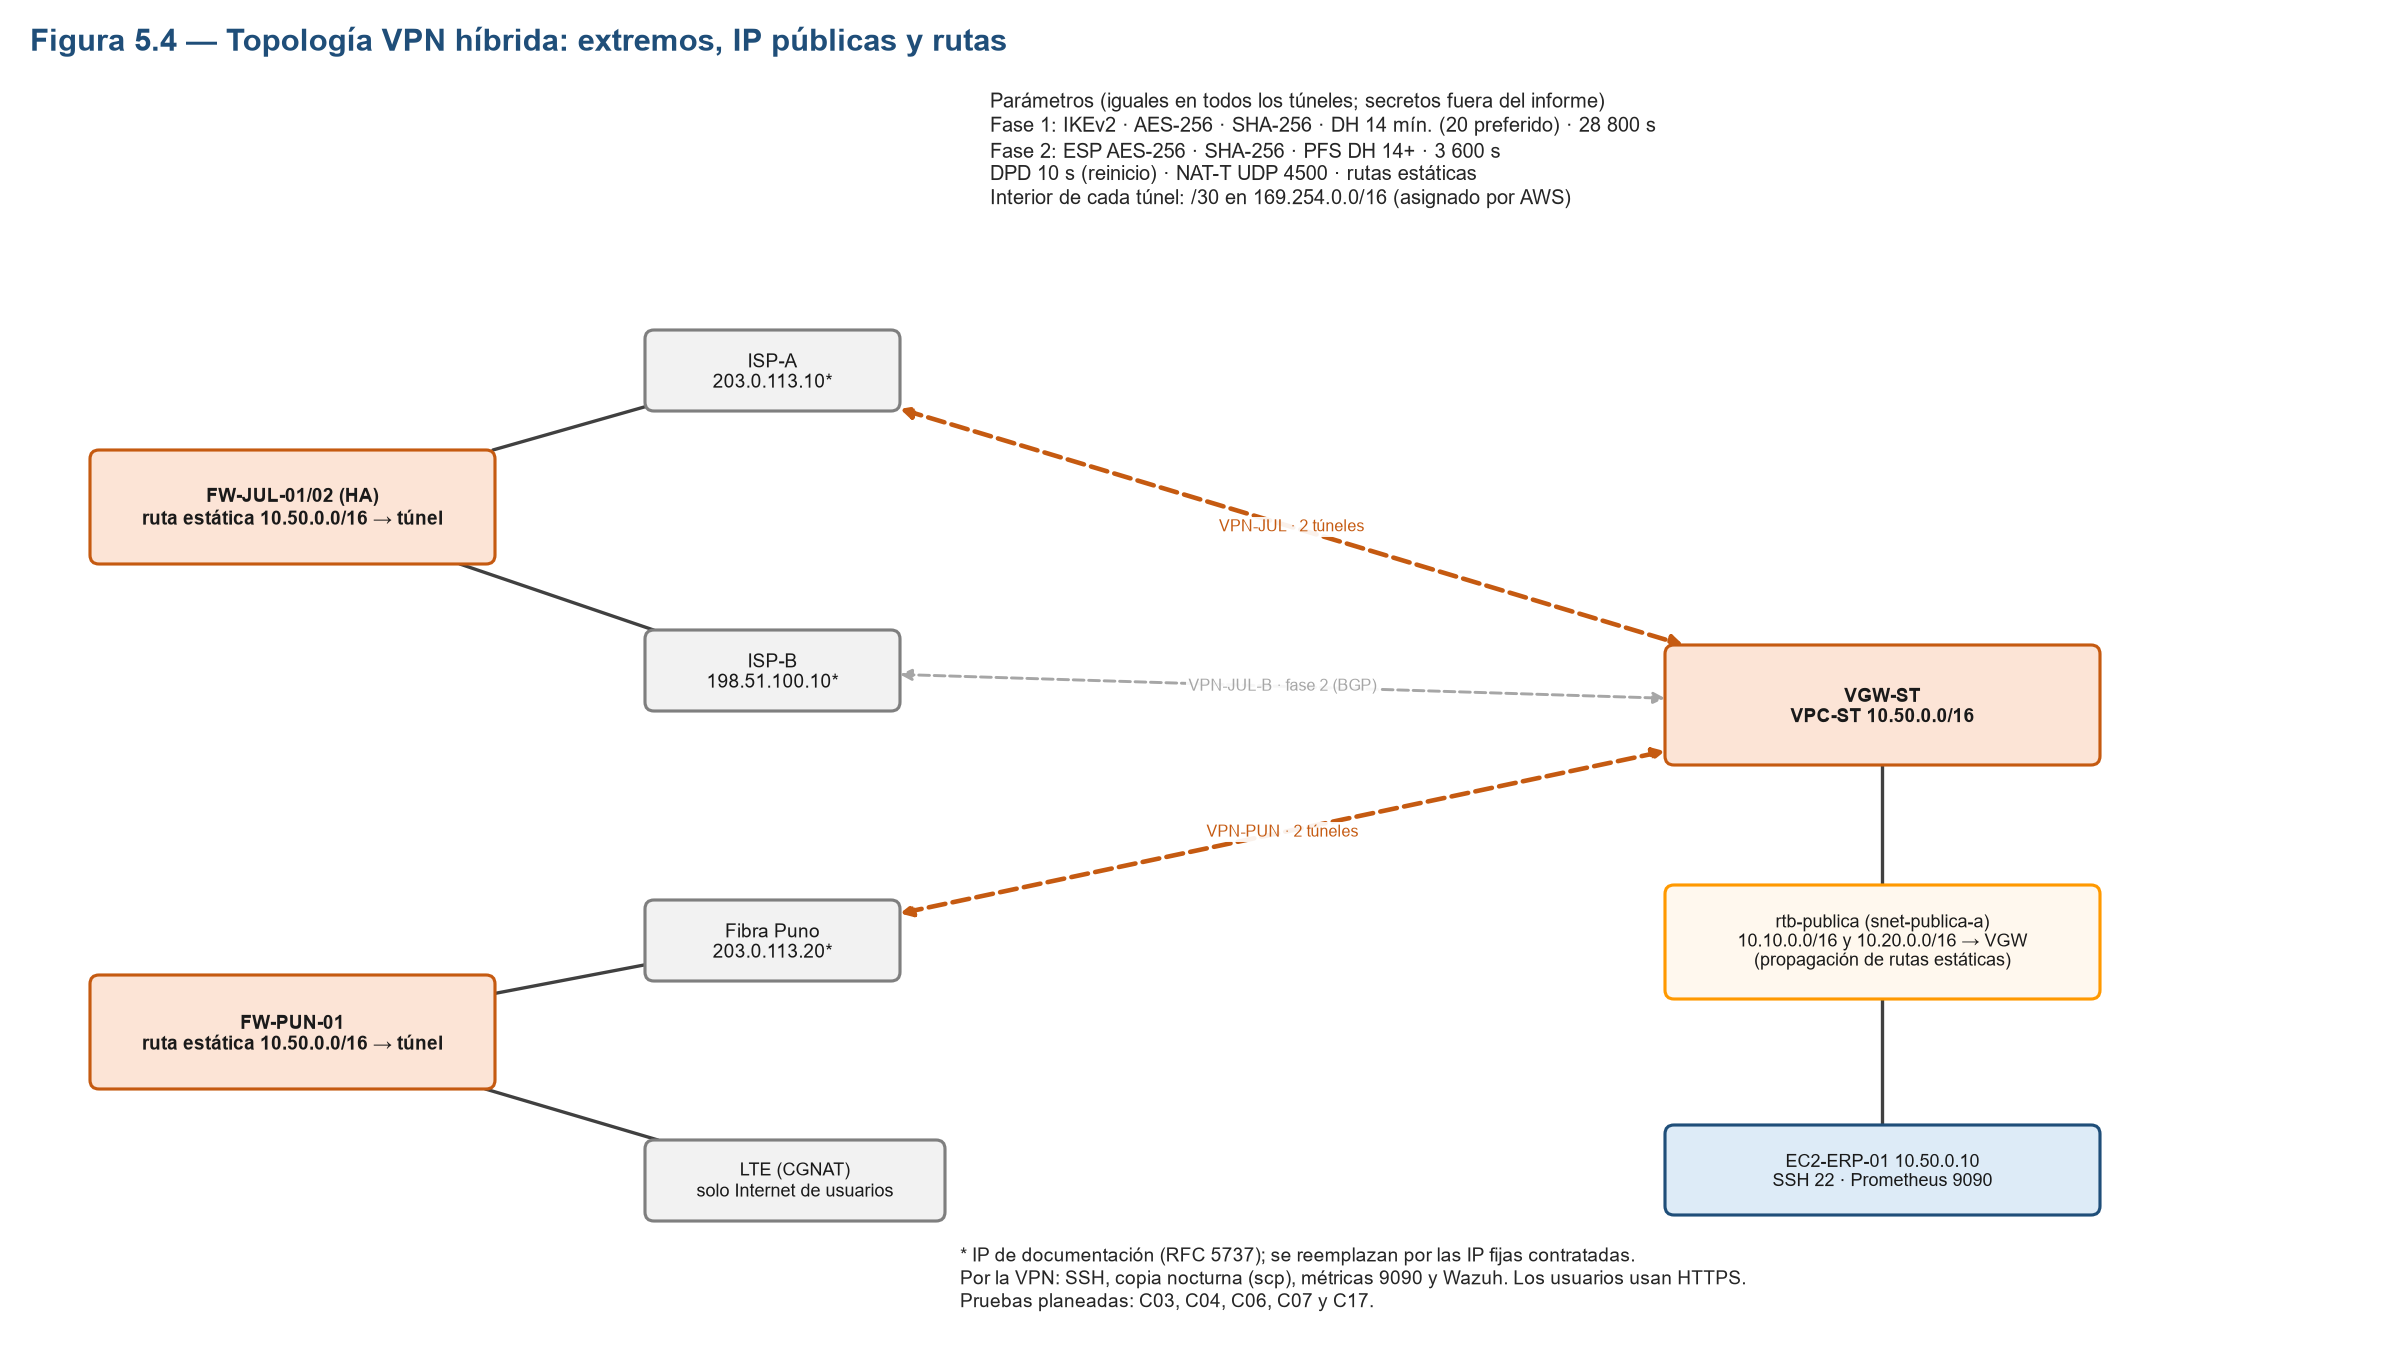 Figura 5.4 — Topología VPN híbrida: extremos, IP públicas y rutas
Parámetros (iguales en todos los túneles; secretos fuera del informe)
Fase 1: IKEv2 · AES-256 · SHA-256 · DH 14 mín. (20 preferido) · 28 800 s
Fase 2: ESP AES-256 · SHA-256 · PFS DH 14+ · 3 600 s
DPD 10 s (reinicio) · NAT-T UDP 4500 · rutas estáticas
Interior de cada túnel: /30 en 169.254.0.0/16 (asignado por AWS)
ISP-A
203.0.113.10*
FW-JUL-01/02 (HA)
ruta estática 10.50.0.0/16 → túnel
VPN-JUL · 2 túneles
ISP-B
198.51.100.10*
VPN-JUL-B · fase 2 (BGP)
VGW-ST
VPC-ST 10.50.0.0/16
VPN-PUN · 2 túneles
Fibra Puno
203.0.113.20*
rtb-publica (snet-publica-a)
10.10.0.0/16 y 10.20.0.0/16 → VGW
(propagación de rutas estáticas)
FW-PUN-01
ruta estática 10.50.0.0/16 → túnel
LTE (CGNAT)
solo Internet de usuarios
EC2-ERP-01 10.50.0.10
SSH 22 · Prometheus 9090
* IP de documentación (RFC 5737); se reemplazan por las IP fijas contratadas.
Por la VPN: SSH, copia nocturna (scp), métricas 9090 y Wazuh. Los usuarios usan HTTPS.
Pruebas planeadas: C03, C04, C06, C07 y C17.